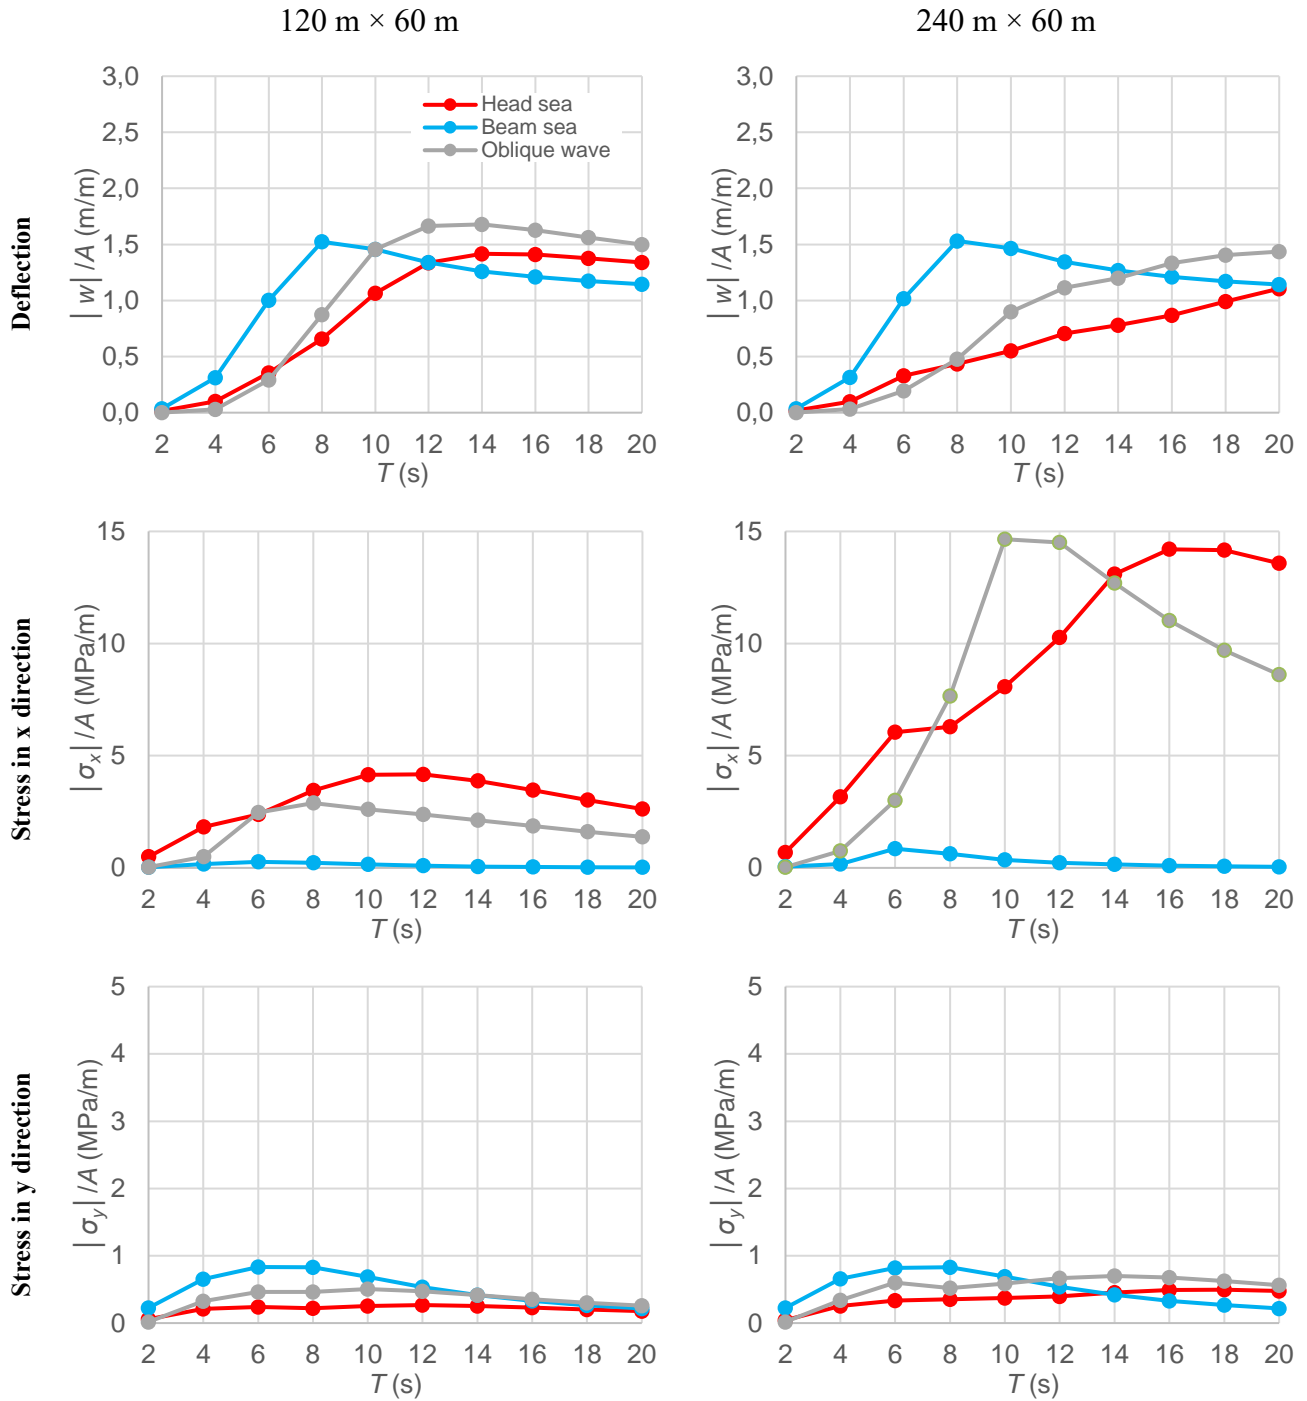 120 m × 60 m
240 m × 60 m
Deflection
|w|/A (m/m)
3,0
2,5
2,0
1,5
1,0
0,5
0,0
Head sea
Beam sea
Oblique wave
2 4 6 8 10 12 14 16 18 20
T (s)
|w|/A (m/m)
3,0
2,5
2,0
1,5
1,0
0,5
0,0
2 4 6 8 10 12 14 16 18 20
T (s)
Stress in x direction
|σx|/A (MPa/m)
15
10
5
0
2 4 6 8 10 12 14 16 18 20
T (s)
|σx|/A (MPa/m)
15
10
5
0
2 4 6 8 10 12 14 16 18 20
T (s)
Stress in y direction
|σy|/A (MPa/m)
5
4
3
2
1
0
2 4 6 8 10 12 14 16 18 20
T (s)
|σy|/A (MPa/m)
5
4
3
2
1
0
2 4 6 8 10 12 14 16 18 20
T (s)